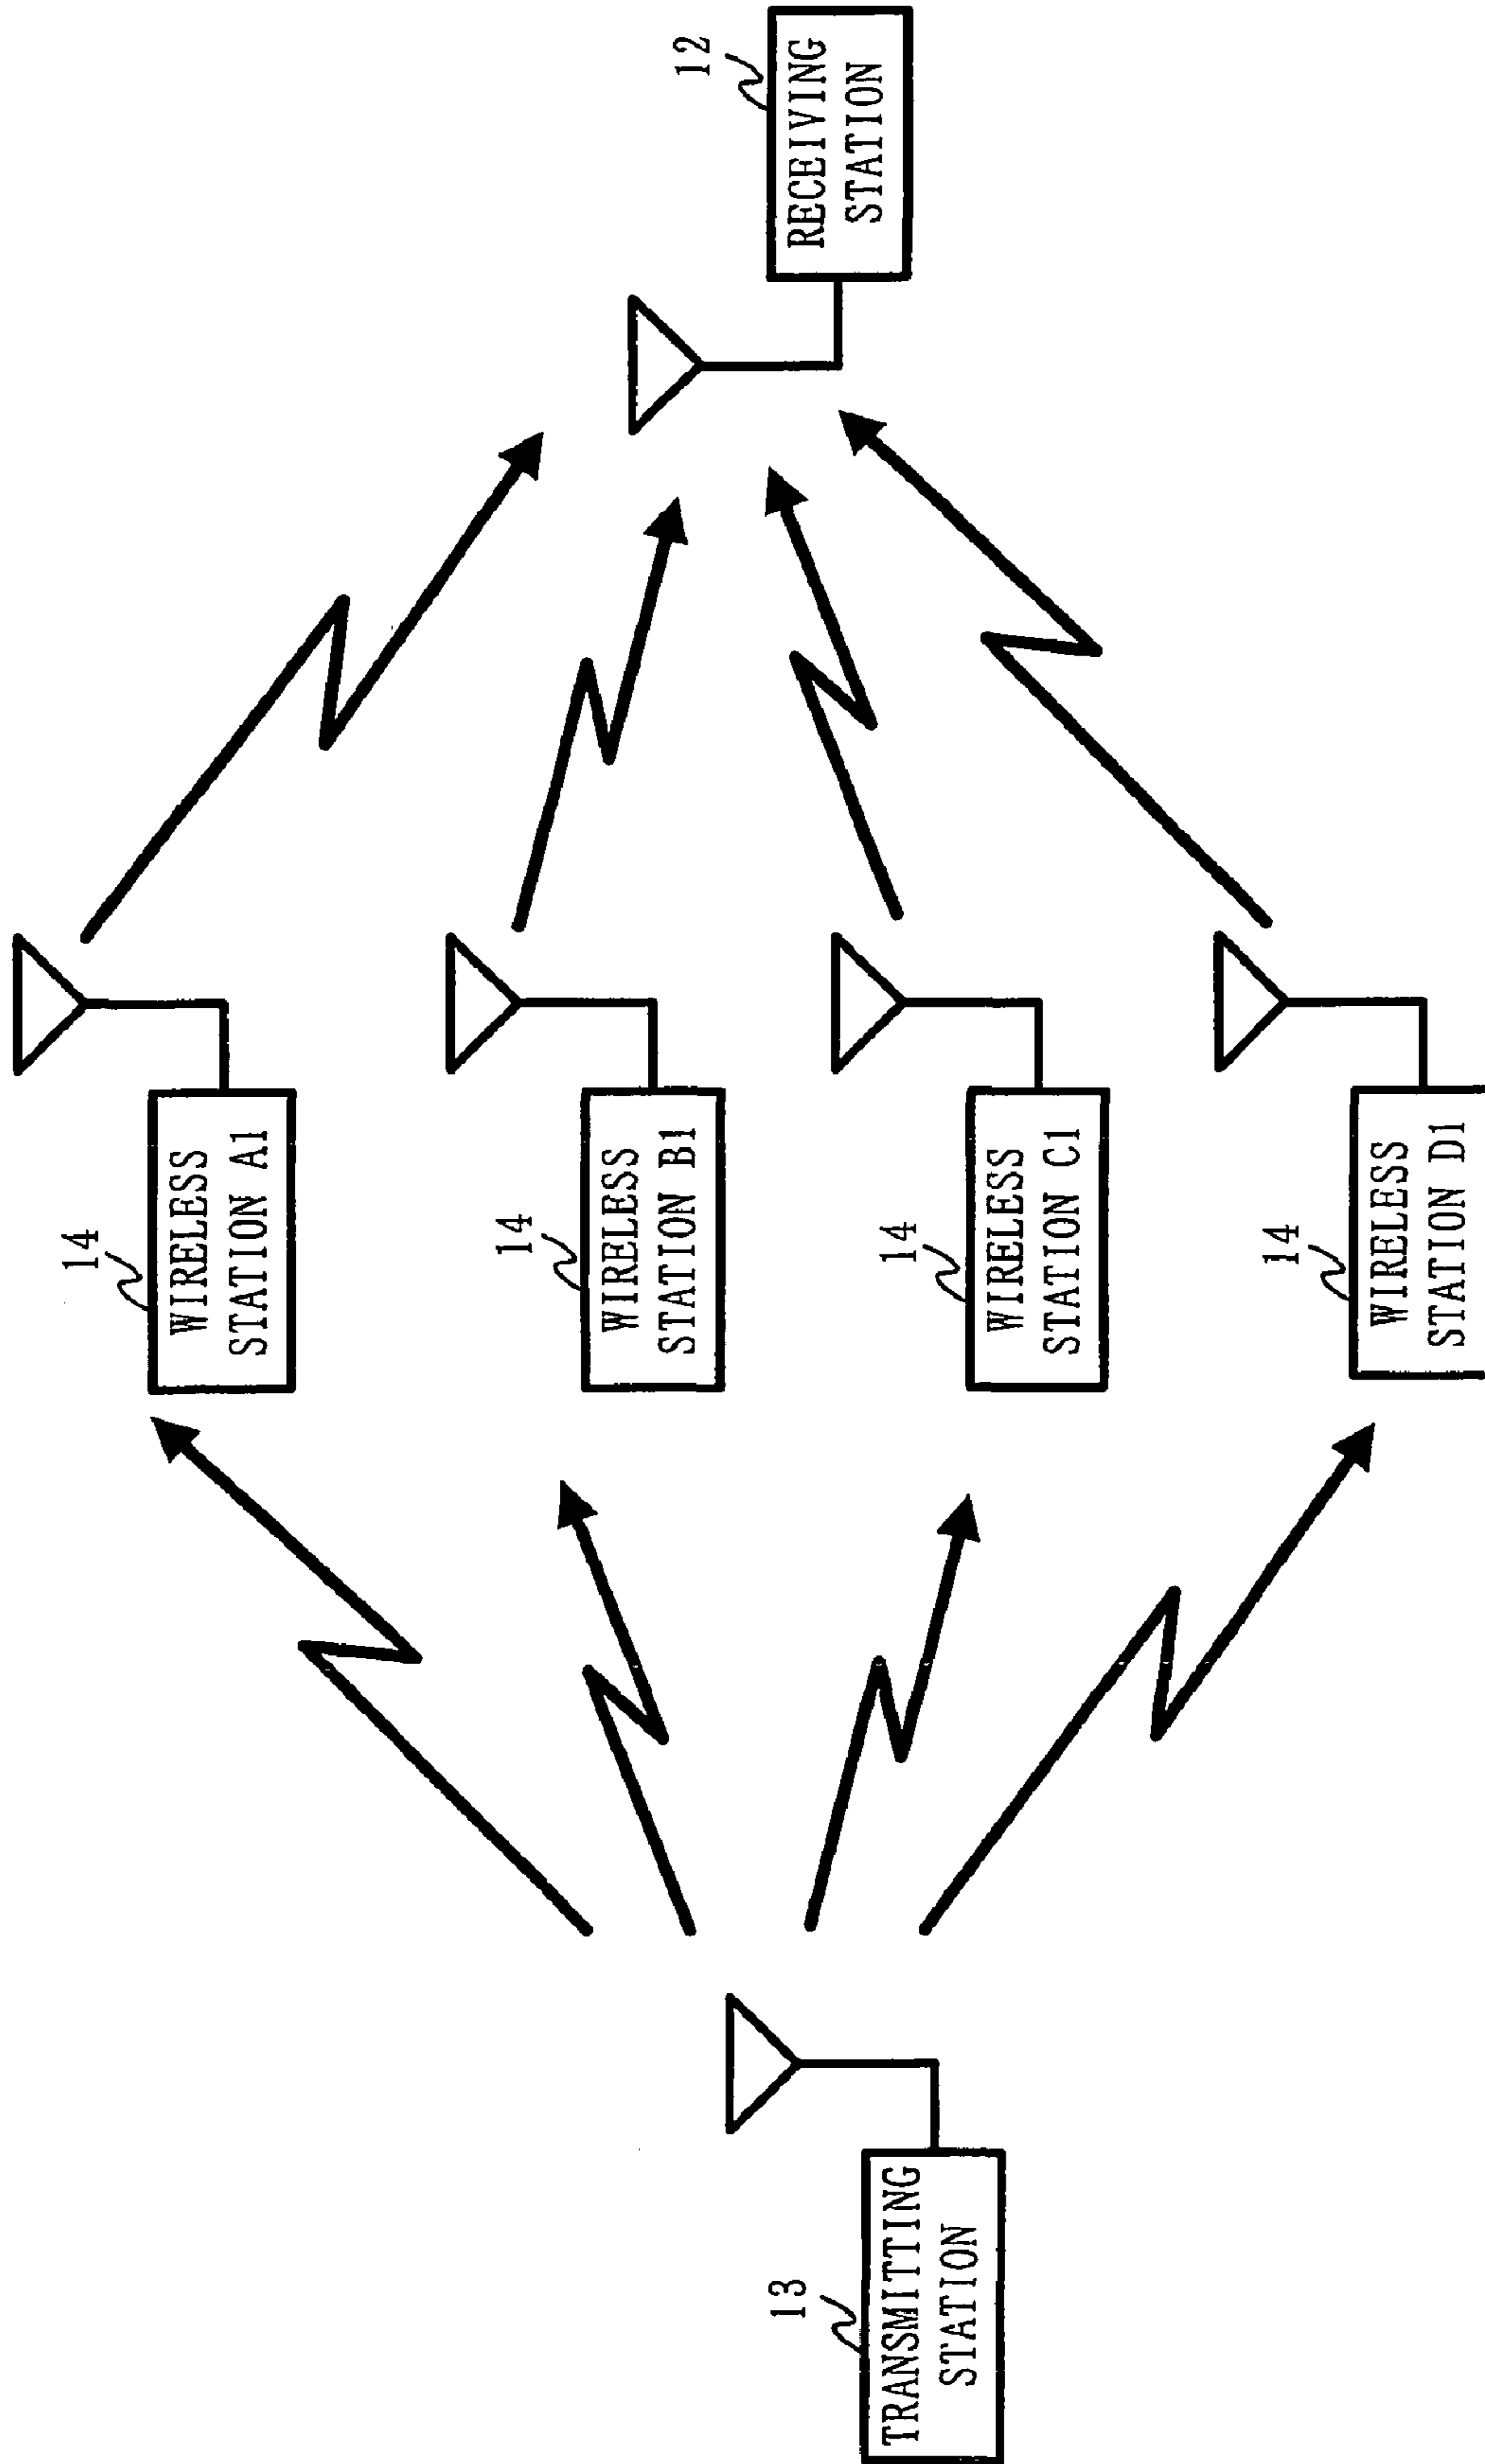 14
WIRELESS
STATION A1
14
WIRELESS
STATION B1
13
TRANSMITTING
STATION
12
RECEIVING
STATION
14
WIRELESS
STATION C1
14
WIRELESS
STATION D1